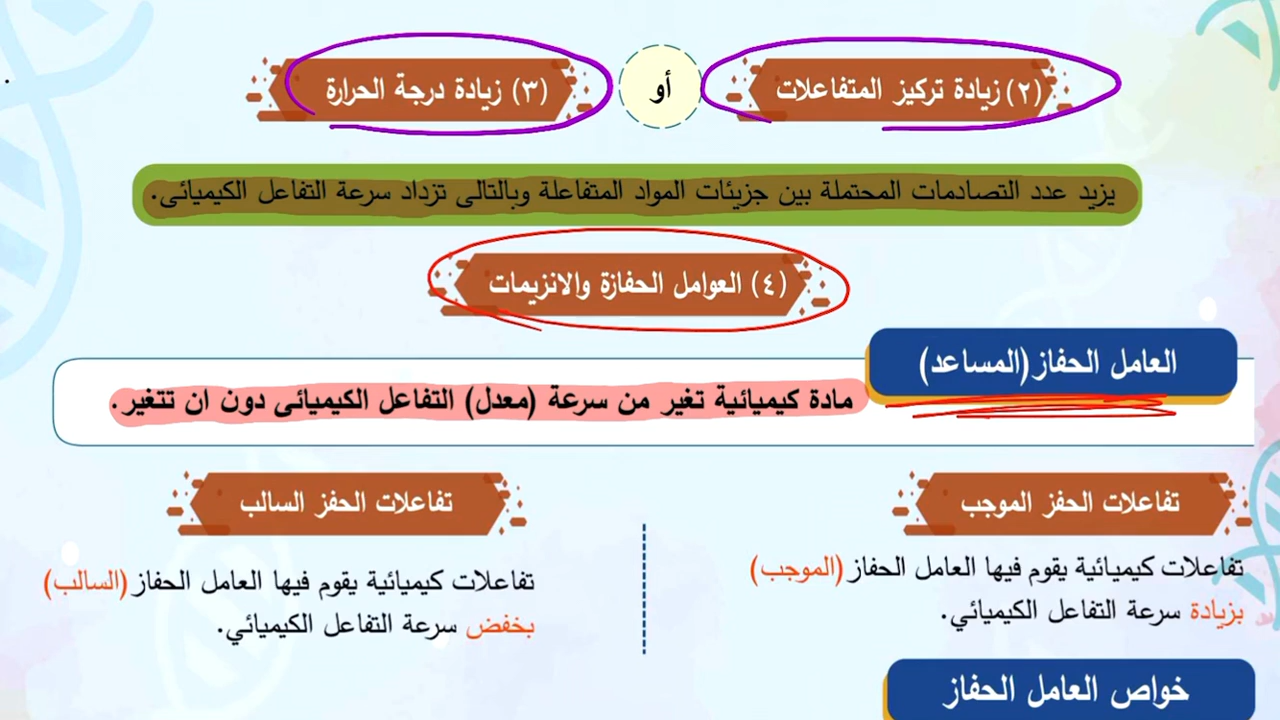 (٢) زيادة تركيز المتفاعلات
أو
(٣) زيادة درجة الحرارة
يزيد عدد التصادمات المحتملة بين جزيئات المواد المتفاعلة وبالتالى تزداد سرعة التفاعل الكيميائى.
(٤) العوامل الحفازة والانزيمات
العامل الحفاز (المساعد)
مادة كيميائية تغير من سرعة (معدل) التفاعل الكيميائى دون ان تتغير.
تفاعلات الحفز الموجب
تفاعلات كيميائية يقوم فيها العامل الحفاز (الموجب)
بزيادة سرعة التفاعل الكيميائي.
تفاعلات الحفز السالب
تفاعلات كيميائية يقوم فيها العامل الحفاز (السالب)
بخفض سرعة التفاعل الكيميائي.
خواص العامل الحفاز